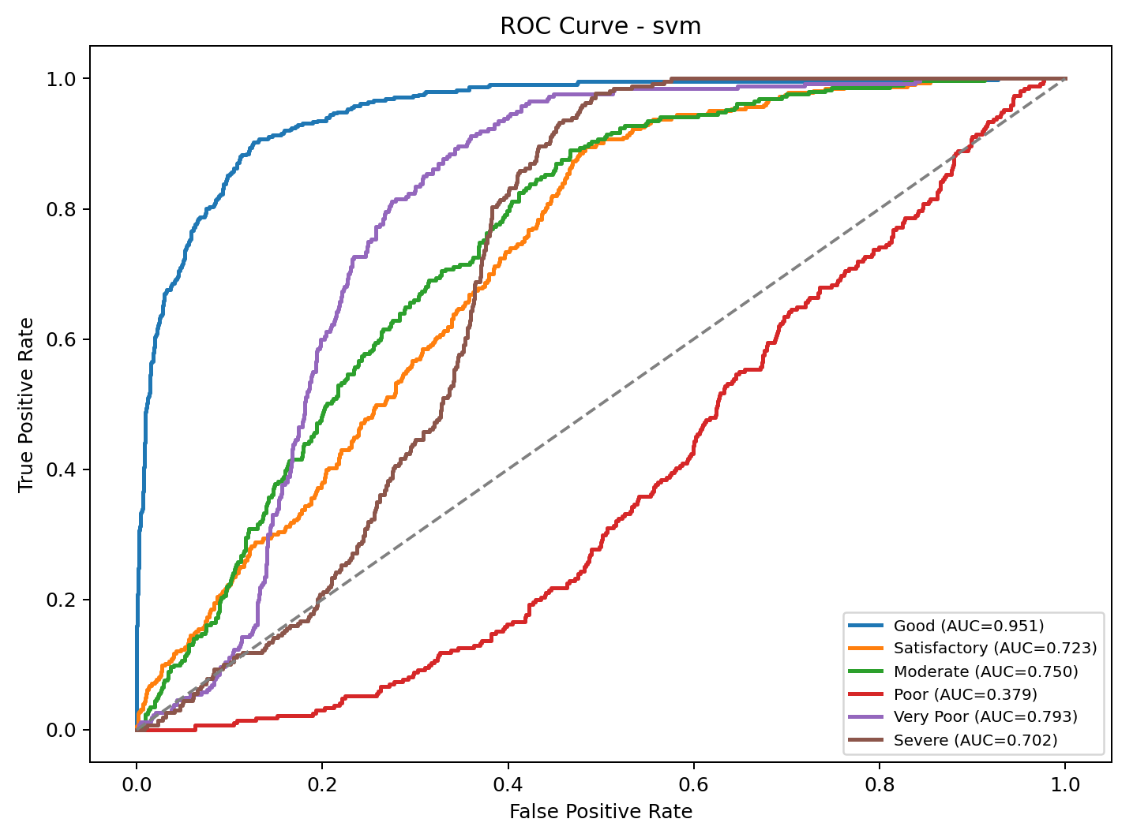 ROC Curve - svm
True Positive Rate
1.0
0.8
0.6
0.4
0.2
0.0
Good (AUC=0.951)
Satisfactory (AUC=0.723)
Moderate (AUC=0.750)
Poor (AUC=0.379)
Very Poor (AUC=0.793)
Severe (AUC=0.702)
0.0 0.2 0.4 0.6 0.8 1.0
False Positive Rate